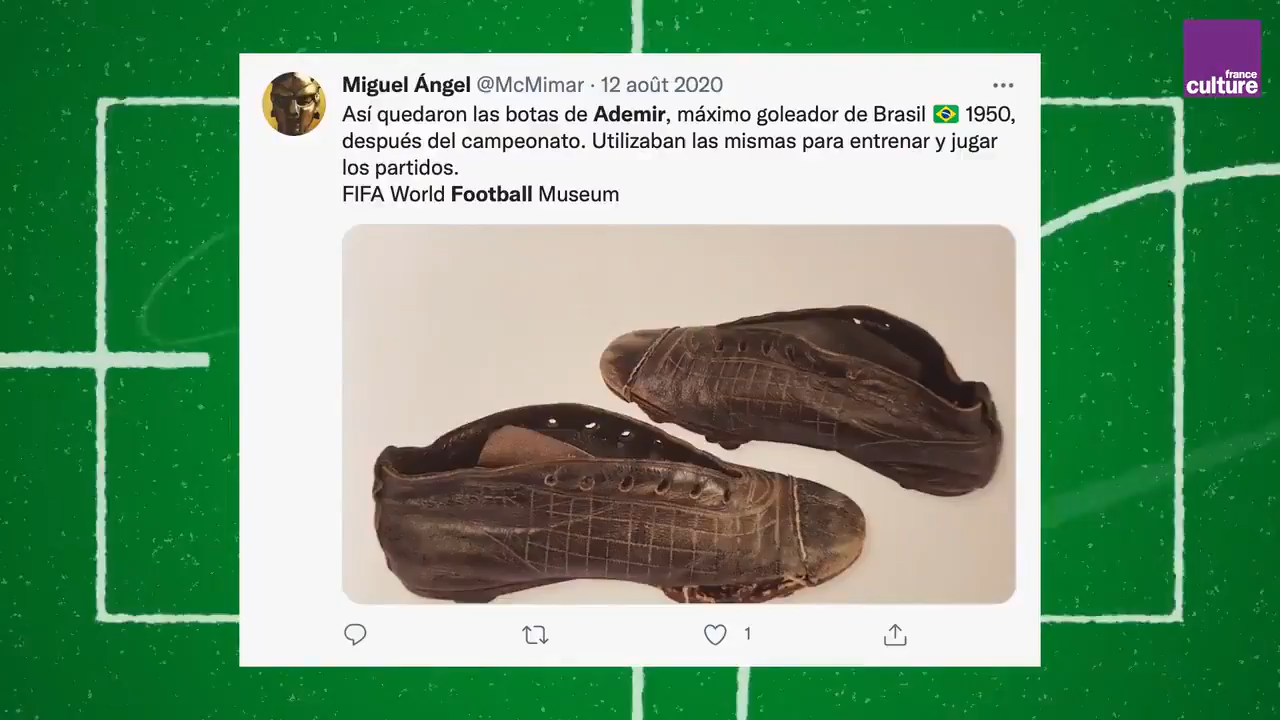 france
culture
Miguel Ángel @McMimar · 12 août 2020
Así quedaron las botas de Ademir, máximo goleador de Brasil 🇧🇷 1950,
después del campeonato. Utilizaban las mismas para entrenar y jugar
los partidos.
FIFA World Football Museum
1